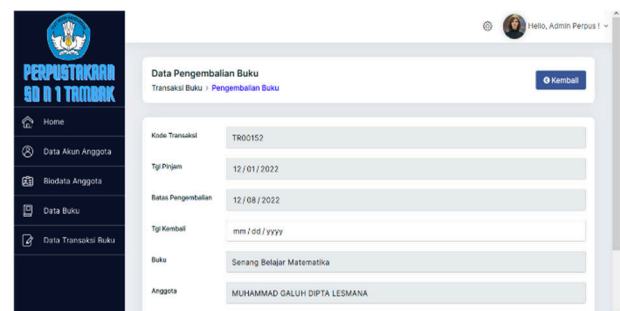 Hello, Admin Perpus !
PERPUSTAKAAN
SD N 1 TAMBAK
Home
Data Akun Anggota
Biodata Anggota
Data Buku
Data Transaksi Buku
Data Pengembalian Buku
Transaksi Buku > Pengembalian Buku
Kembali
Kode Transaksi
TR00152
Tgl Pinjam
12/01/2022
Batas Pengembalian
12/08/2022
Tgl Kembali
mm/dd/yyyy
Buku
Senang Belajar Matematika
Anggota
MUHAMMAD GALUH DIPTA LESMANA